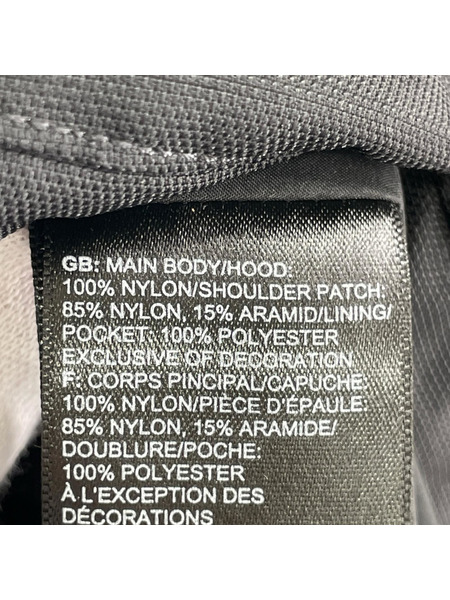 GB: MAIN BODY/HOOD:
100% NYLON/SHOULDER PATCH:
85% NYLON, 15% ARAMID/LINING/
POCKET: 100% POLYESTER
EXCLUSIVE OF DECORATION
F: CORPS PINCIPAL/CAPUCHE:
100% NYLON/PIÈCE D'ÉPAULE:
85% NYLON, 15% ARAMIDE/
DOUBLURE/POCHE:
100% POLYESTER
À L'EXCEPTION DES
DÉCORATIONS